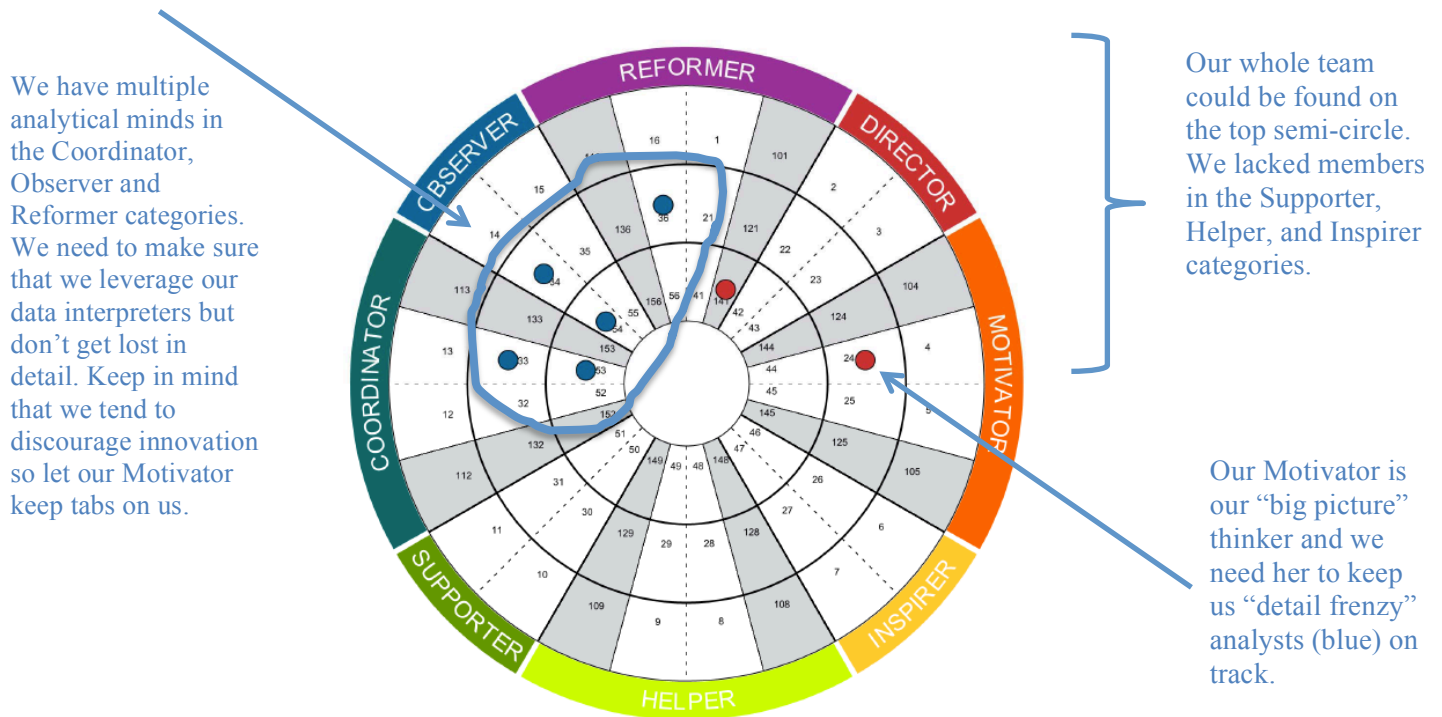 We have multiple
analytical minds in
the Coordinator,
Observer and
Reformer categories.
We need to make sure
that we leverage our
data interpreters but
don’t get lost in
detail. Keep in mind
that we tend to
discourage innovation
so let our Motivator
keep tabs on us.
REFORMER
OBSERVER
DIRECTOR
COORDINATOR
MOTIVATOR
SUPPORTER
INSPIRER
HELPER
16
1
101
2
15
136
21
121
3
14
35
22
23
104
113
133
156
56
41
141
42
43
124
55
153
144
13
33
53
44
24
4
12
32
52
45
25
5
132
51
145
125
105
112
50
149
49
48
148
47
46
31
26
11
30
27
6
129
29
28
128
7
10
109
9
8
108
Our whole team
could be found on
the top semi-circle.
We lacked members
in the Supporter,
Helper, and Inspirer
categories.
Our Motivator is
our “big picture”
thinker and we
need her to keep
us “detail frenzy”
analysts (blue) on
track.